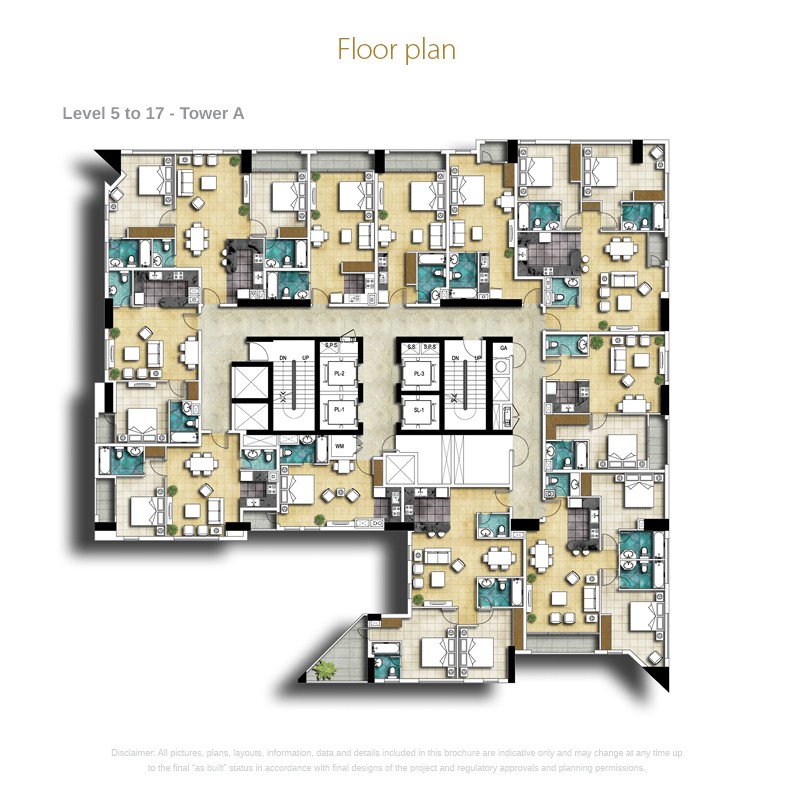 Floor plan
Level 5 to 17 - Tower A
S.P.S
S.S.
S.P.S
GA
DN
UP
DN
UP
PL-2
PL-3
PL-1
SL-1
WM
Disclaimer: All pictures, plans, layouts, information, data and details included in this brochure are indicative only and may change at any time up
to the final “as built” status in accordance with final designs of the project and regulatory approvals and planning permissions.